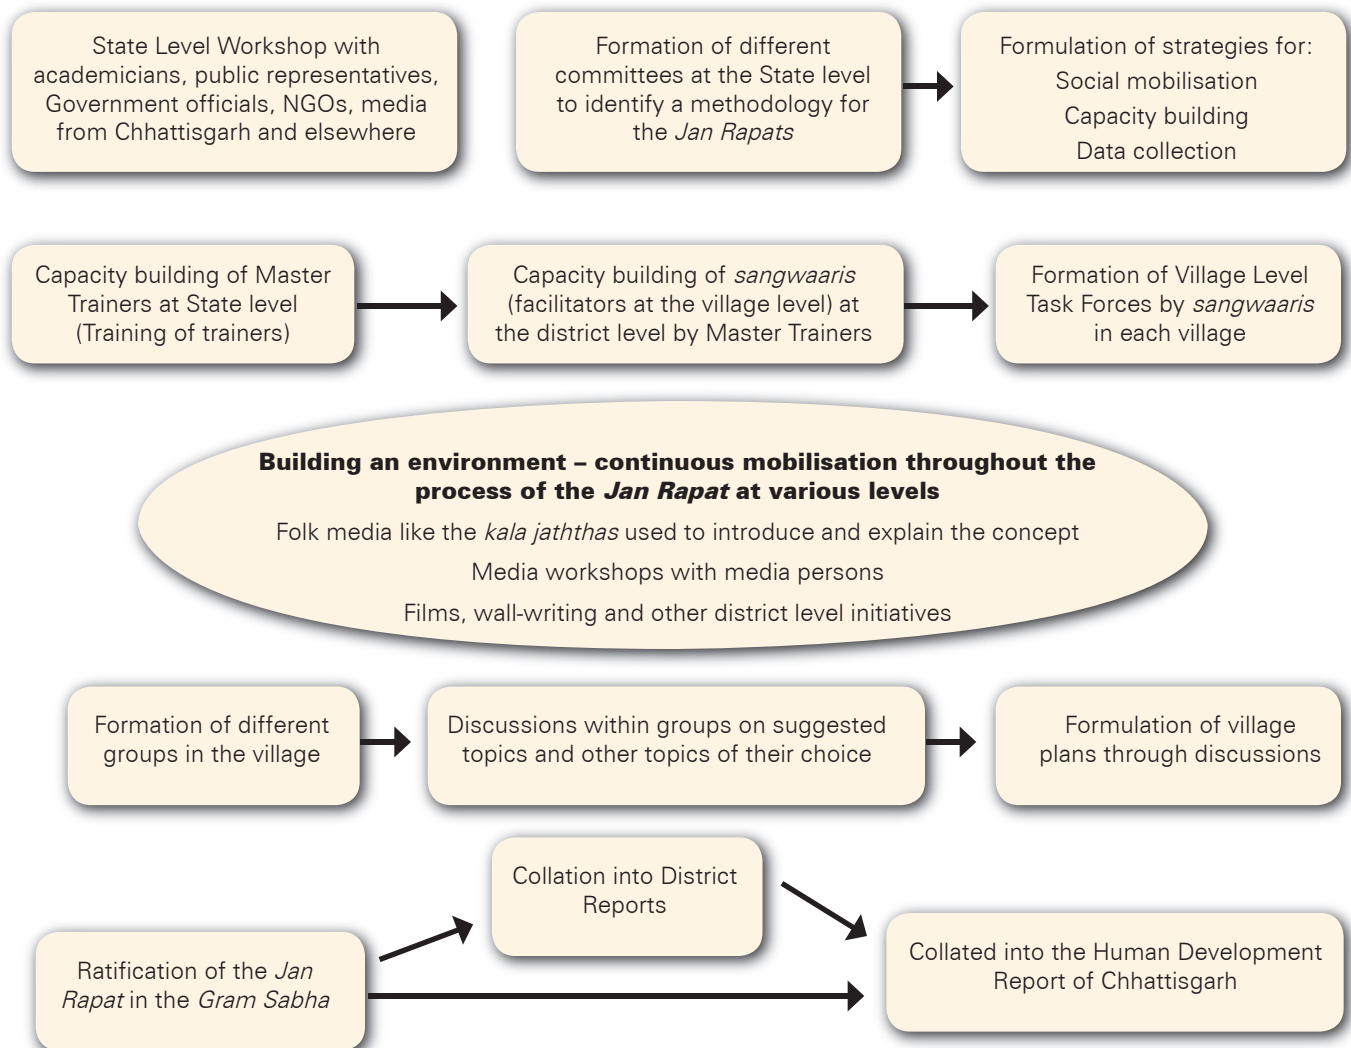 State Level Workshop with
academicians, public representatives,
Government officials, NGOs, media
from Chhattisgarh and elsewhere
Formation of different
committees at the State level
to identify a methodology for
the Jan Rapats
Formulation of strategies for:
Social mobilisation
Capacity building
Data collection
Capacity building of Master
Trainers at State level
(Training of trainers)
Capacity building of sangwaaris
(facilitators at the village level) at
the district level by Master Trainers
Formation of Village Level
Task Forces by sangwaaris
in each village
Building an environment – continuous mobilisation throughout the
process of the Jan Rapat at various levels
Folk media like the kala jaththas used to introduce and explain the concept
Media workshops with media persons
Films, wall-writing and other district level initiatives
Formation of different
groups in the village
Discussions within groups on suggested
topics and other topics of their choice
Formulation of village
plans through discussions
Ratification of the Jan
Rapat in the Gram Sabha
Collation into District
Reports
Collated into the Human Development
Report of Chhattisgarh